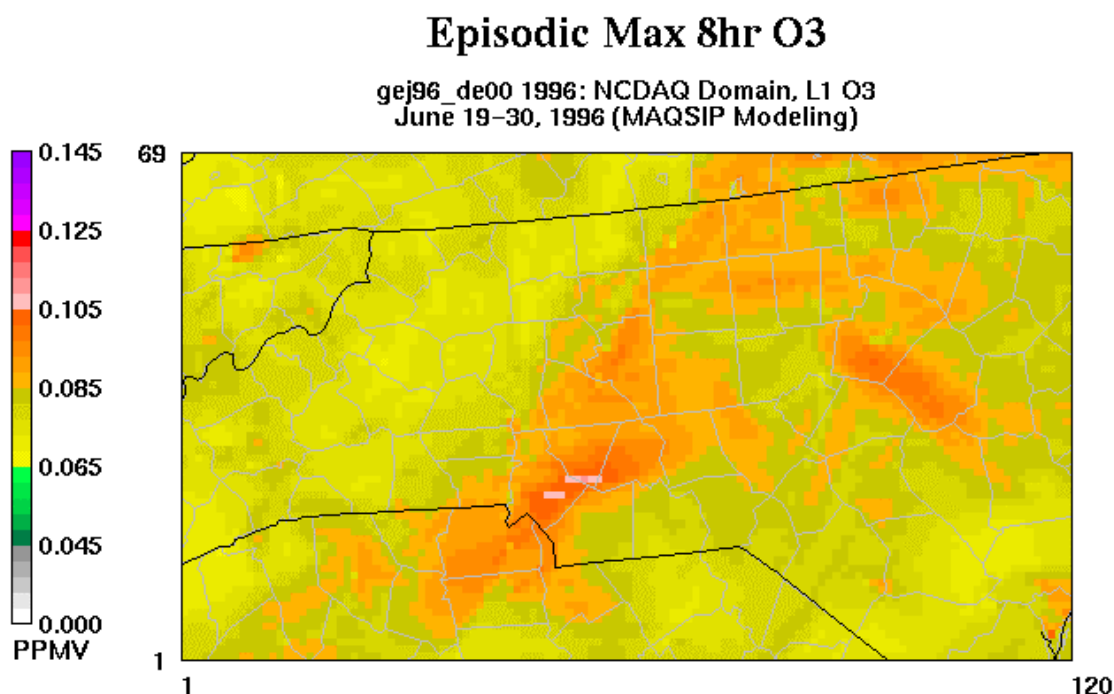 Episodic Max 8hr O3
gej96_de00 1996: NCDAQ Domain, L1 O3
June 19-30, 1996 (MAQSIP Modeling)
0.145
0.125
0.105
0.085
0.065
0.045
0.000
PPMV
69
1
1
120